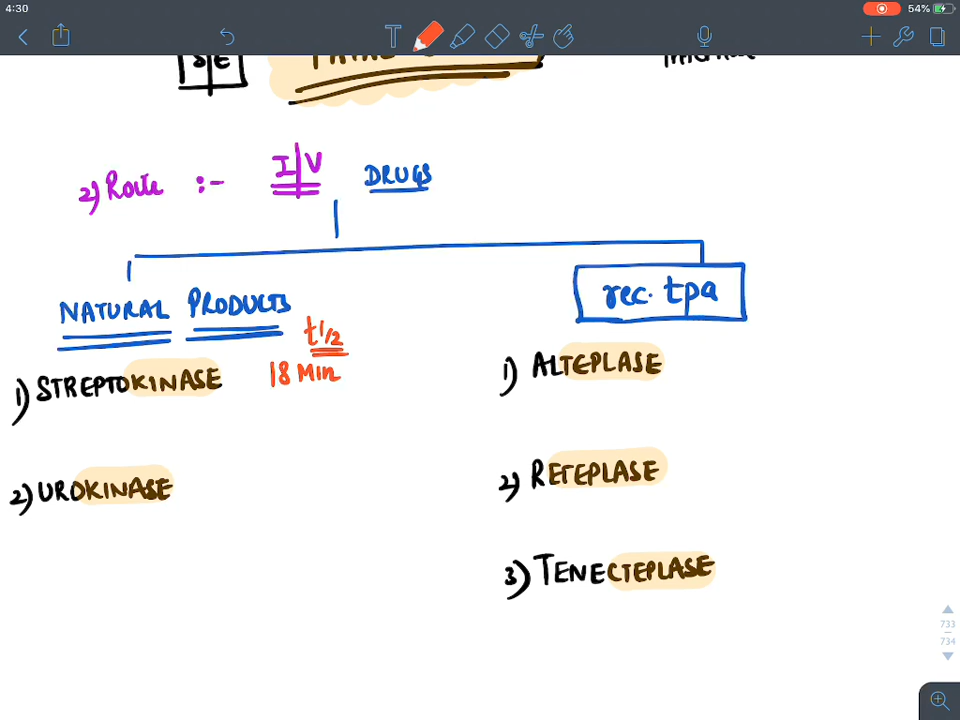 4:30
54%
S|E
2) Route :- I|V DRUGS
NATURAL PRODUCTS
t1/2
18 Min
1) STREPTOKINASE
2) UROKINASE
rec. tpa
1) ALTEPLASE
2) RETEPLASE
3) TENECTEPLASE
733
734